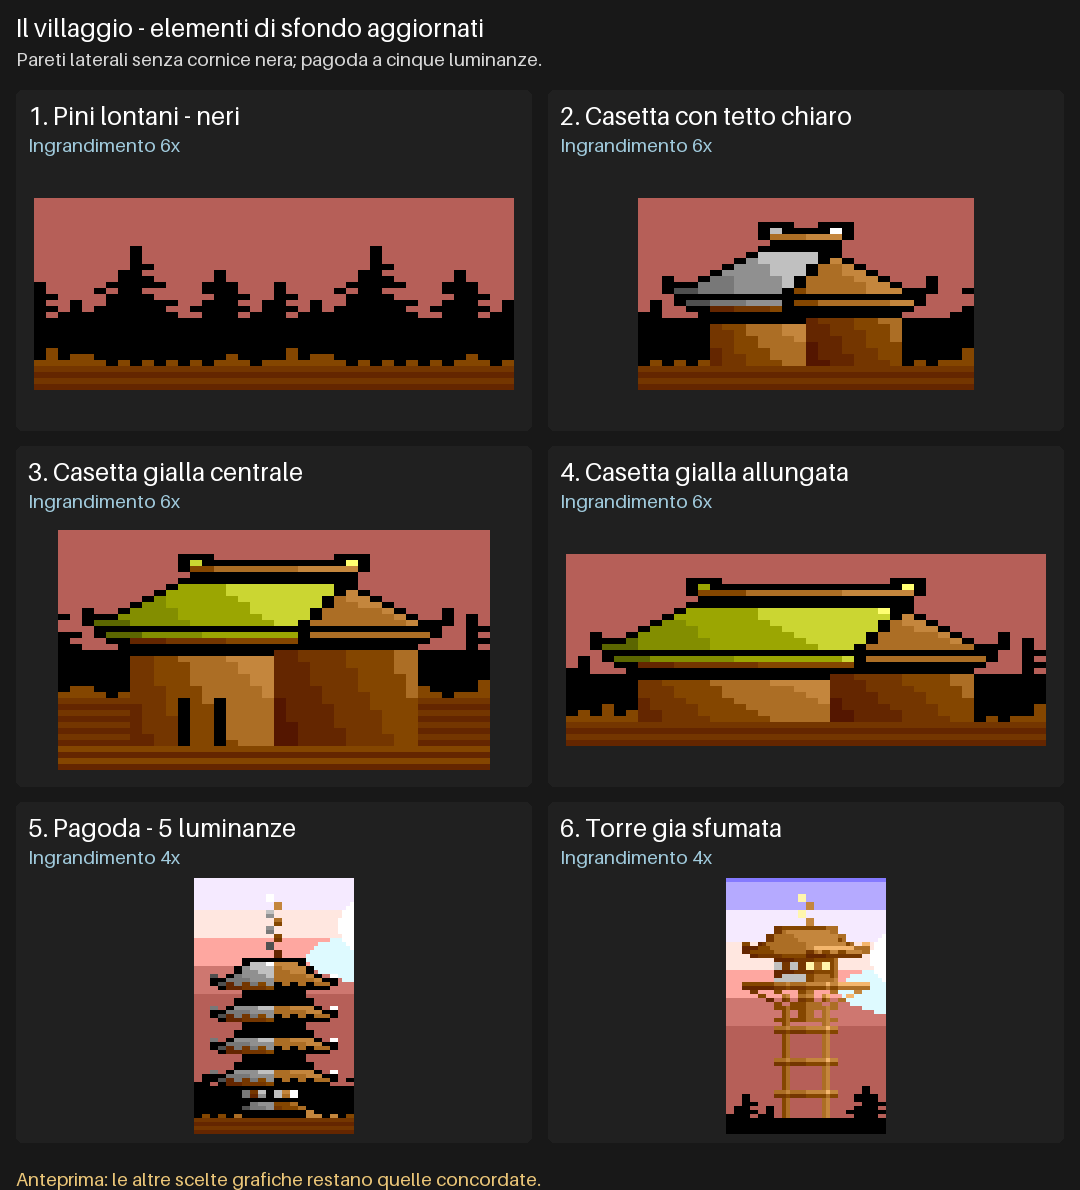 Il villaggio - elementi di sfondo aggiornati
Pareti laterali senza cornice nera; pagoda a cinque luminanze.
1. Pini lontani - neri
Ingrandimento 6x
2. Casetta con tetto chiaro
Ingrandimento 6x
3. Casetta gialla centrale
Ingrandimento 6x
4. Casetta gialla allungata
Ingrandimento 6x
5. Pagoda - 5 luminanze
Ingrandimento 4x
6. Torre gia sfumata
Ingrandimento 4x
Anteprima: le altre scelte grafiche restano quelle concordate.